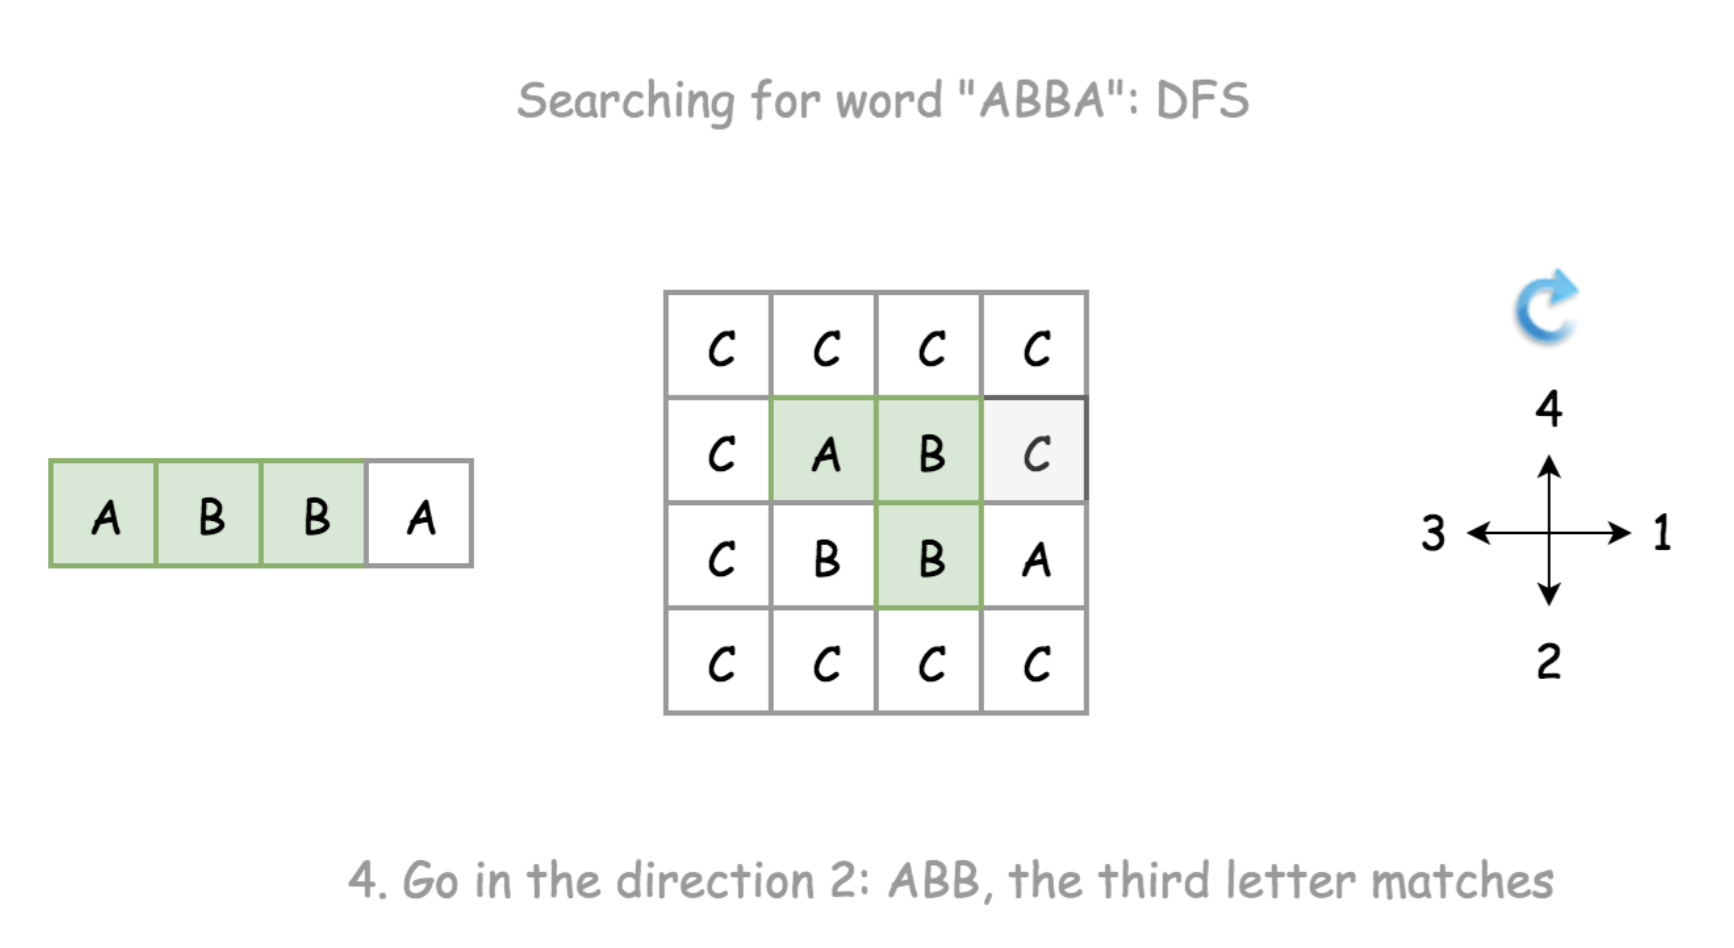 Searching for word "ABBA": DFS
A B B A
C C C C
C A B C
C B B A
C C C C
4
3 1
2
4. Go in the direction 2: ABB, the third letter matches